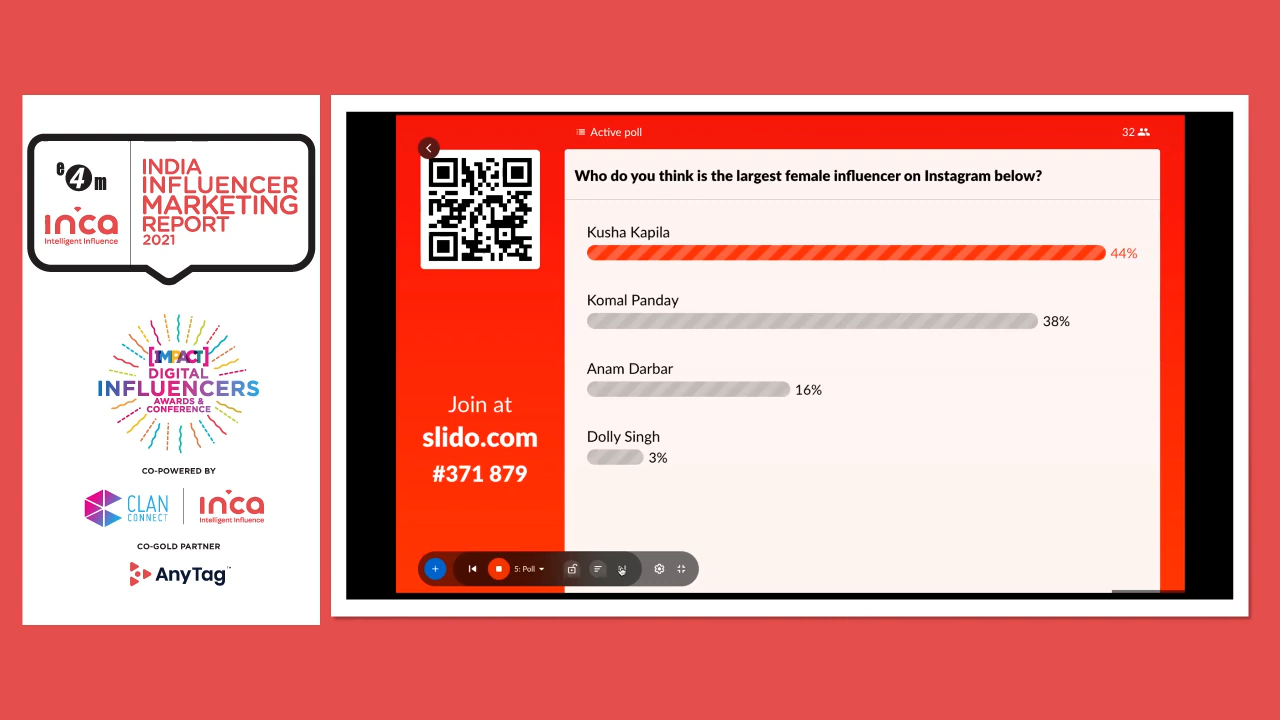 e4m
INCA
Intelligent Influence
INDIA
INFLUENCER
MARKETING
REPORT
2021
[IMPACT]
DIGITAL
INFLUENCERS
AWARDS &
CONFERENCE
CO-POWERED BY
CLAN
CONNECT
INCA
Intelligent Influence
CO-GOLD PARTNER
AnyTag™
Active poll
32
Join at
slido.com
#371 879
Who do you think is the largest female influencer on Instagram below?
Kusha Kapila
44%
Komal Panday
38%
Anam Darbar
16%
Dolly Singh
3%
5: Poll